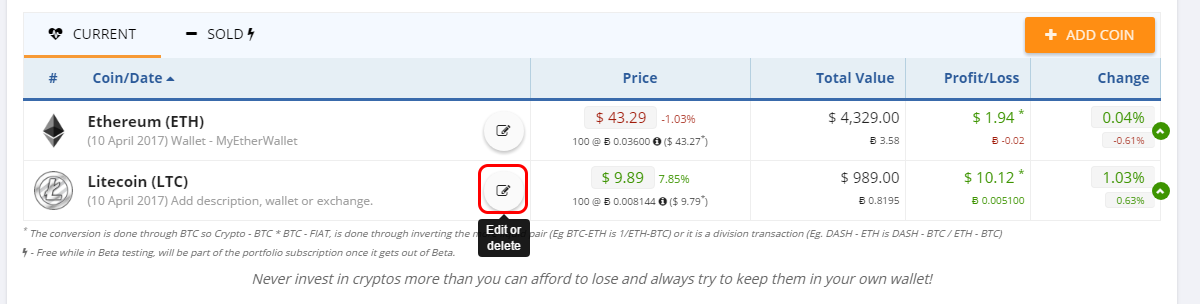 CURRENT
SOLD
ADD COIN
# Coin/Date Price Total Value Profit/Loss Change
Ethereum (ETH) $ 43.29 -1.03% $ 4,329.00 $ 1.94 * 0.04%
(10 April 2017) Wallet - MyEtherWallet 100 @ Ƀ 0.03600 ($ 43.27*) Ƀ 3.58 Ƀ -0.02 -0.61%
Litecoin (LTC) $ 9.89 7.85% $ 989.00 $ 10.12 * 1.03%
(10 April 2017) Add description, wallet or exchange. 100 @ Ƀ 0.008144 ($ 9.79*) Ƀ 0.8195 Ƀ 0.005100 0.63%
Edit or
delete
* The conversion is done through BTC so Crypto - BTC * BTC - FIAT, is done through inverting the pair (Eg BTC-ETH is 1/ETH-BTC) or it is a division transaction (Eg. DASH - ETH is DASH - BTC / ETH - BTC)
- Free while in Beta testing, will be part of the portfolio subscription once it gets out of Beta.
Never invest in cryptos more than you can afford to lose and always try to keep them in your own wallet!